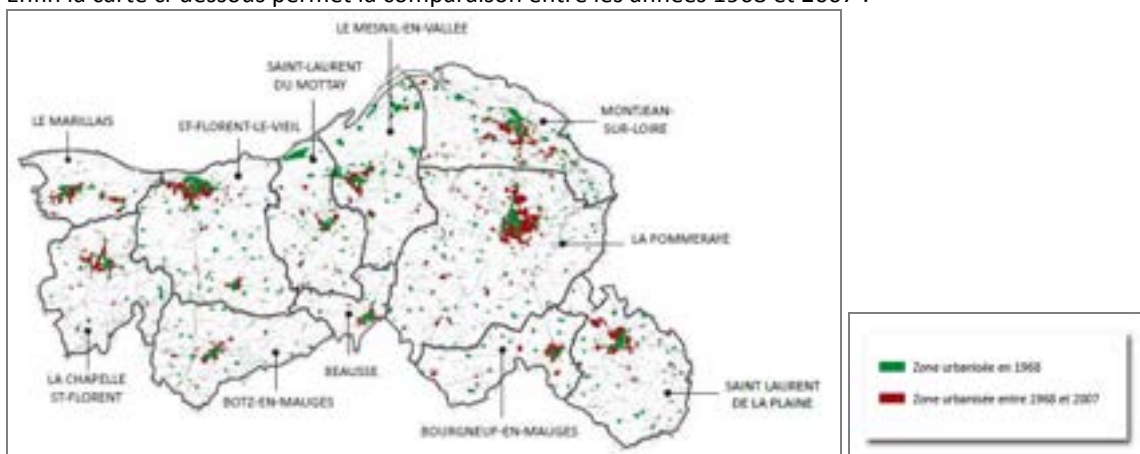 Enfin la carte ci-dessous permet la comparaison entre les années 1968 et 2007 :
LE MESNIL-EN-VALLEE
SAINT-LAURENT
DU MOTTAY
MONTJEAN-
SUR-LOIRE
LE MARILLAIS
ST-FLORENT-LE-VIEIL
LA POMMERAYE
LA CHAPELLE
ST-FLORENT
BOTZ-EN-MAUGES
BEAUSSE
BOURGNEUF-EN-MAUGES
SAINT LAURENT
DE LA PLAINE
Zone urbanisée en 1968
Zone urbanisée entre 1968 et 2007